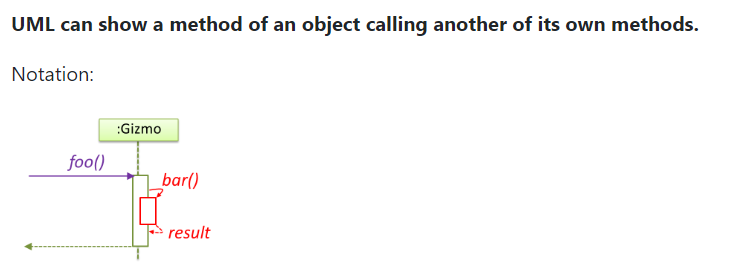 UML can show a method of an object calling another of its own methods.
Notation:
:Gizmo
foo()
bar()
result